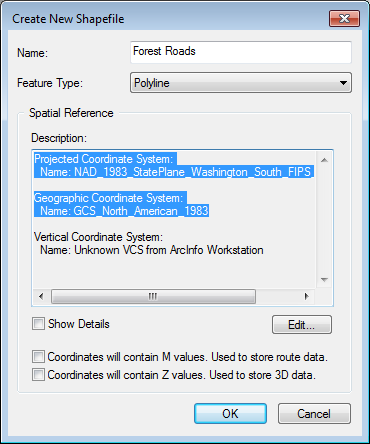 Create New Shapefile
Name:
Forest Roads
Feature Type:
Polyline
Spatial Reference
Description:
Projected Coordinate System:
Name: NAD_1983_StatePlane_Washington_South_FIPS
Geographic Coordinate System:
Name: GCS_North_American_1983
Vertical Coordinate System:
Name: Unknown VCS from ArcInfo Workstation
Show Details
Edit...
Coordinates will contain M values. Used to store route data.
Coordinates will contain Z values. Used to store 3D data.
OK
Cancel